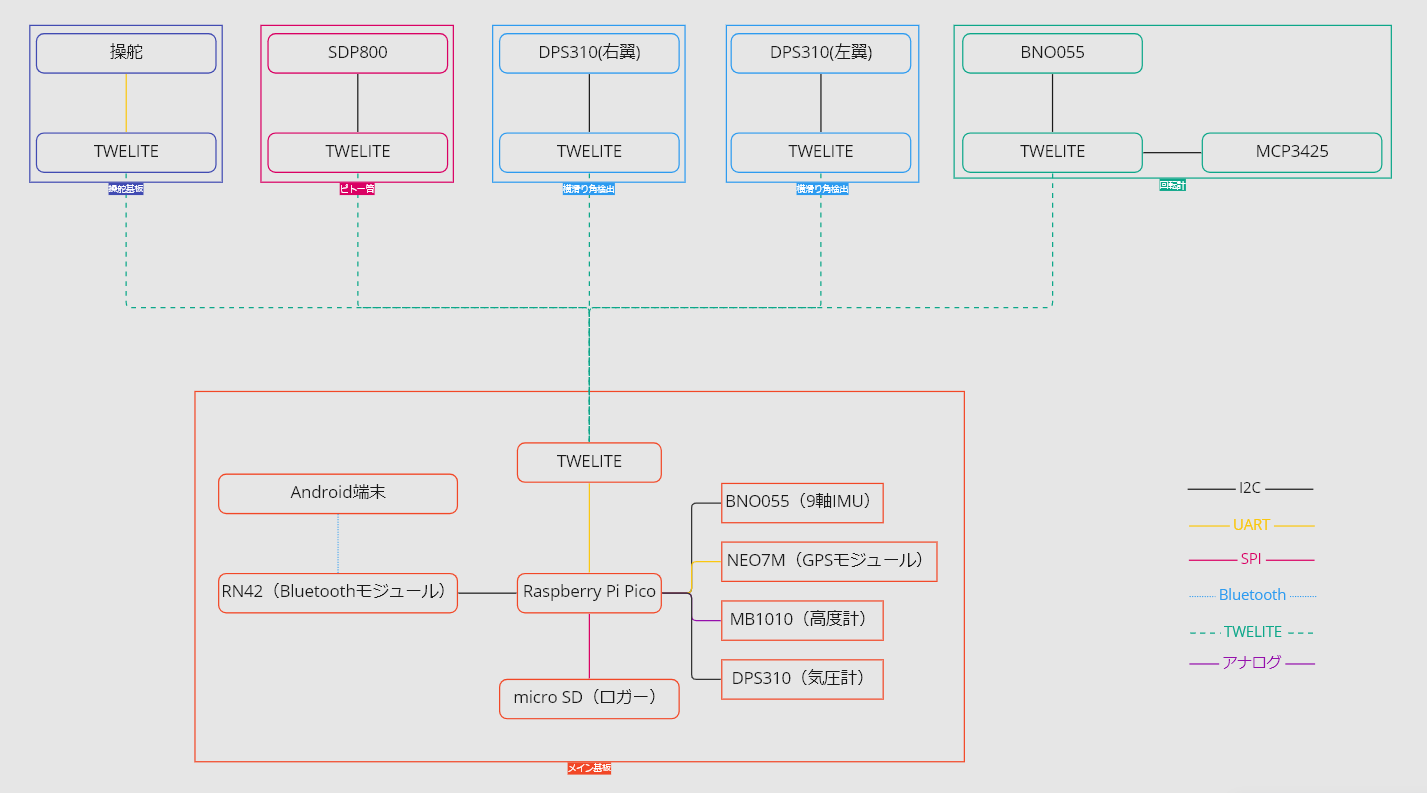 操舵
SDP800
DPS310(右翼)
DPS310(左翼)
BNO055
TWELITE
TWELITE
TWELITE
TWELITE
TWELITE
MCP3425
操舵基板
ピトー管
横滑り角検出
横滑り角検出
回転計
TWELITE
Android端末
BNO055（9軸IMU）
NEO7M（GPSモジュール）
RN42（Bluetoothモジュール）
Raspberry Pi Pico
MB1010（高度計）
DPS310（気圧計）
micro SD（ロガー）
メイン基板
I2C
UART
SPI
Bluetooth
TWELITE
アナログ